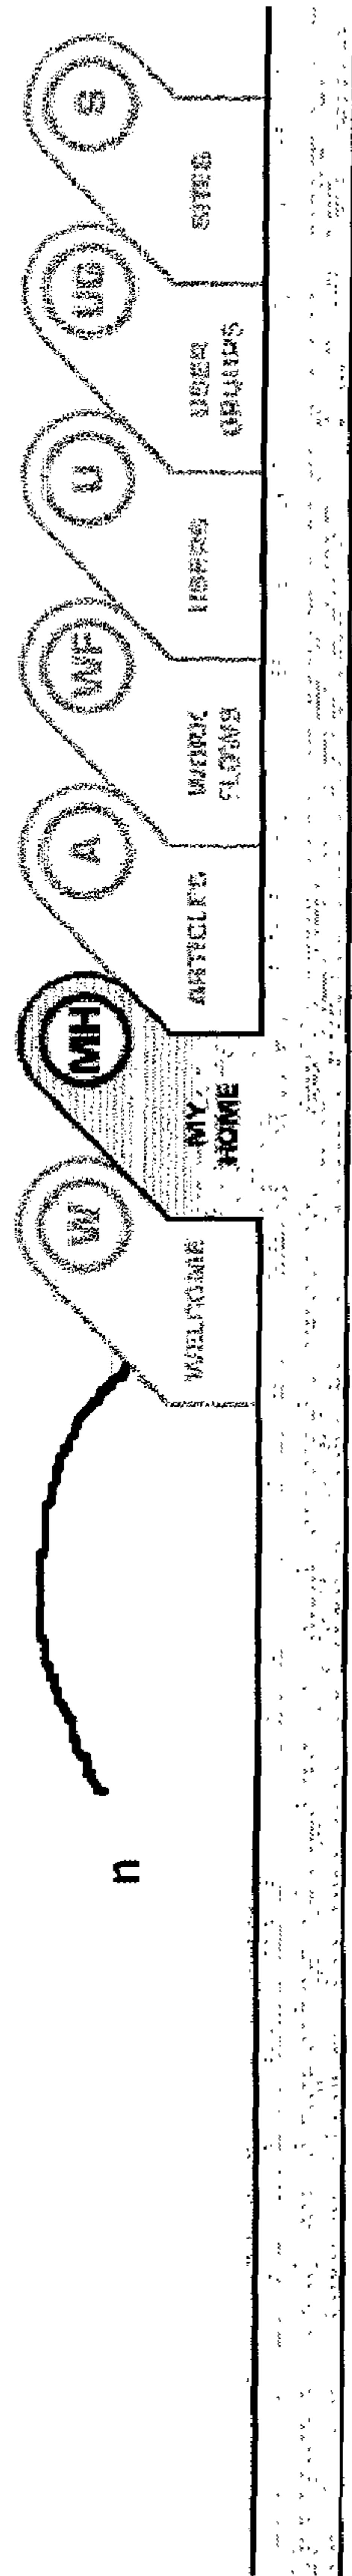 n
W
WELCOME
MH
MY
HOME
A
ARTICLES
WF
WORK
FLOWS
U
USERS
UG
USER
GROUPS
S
SITES